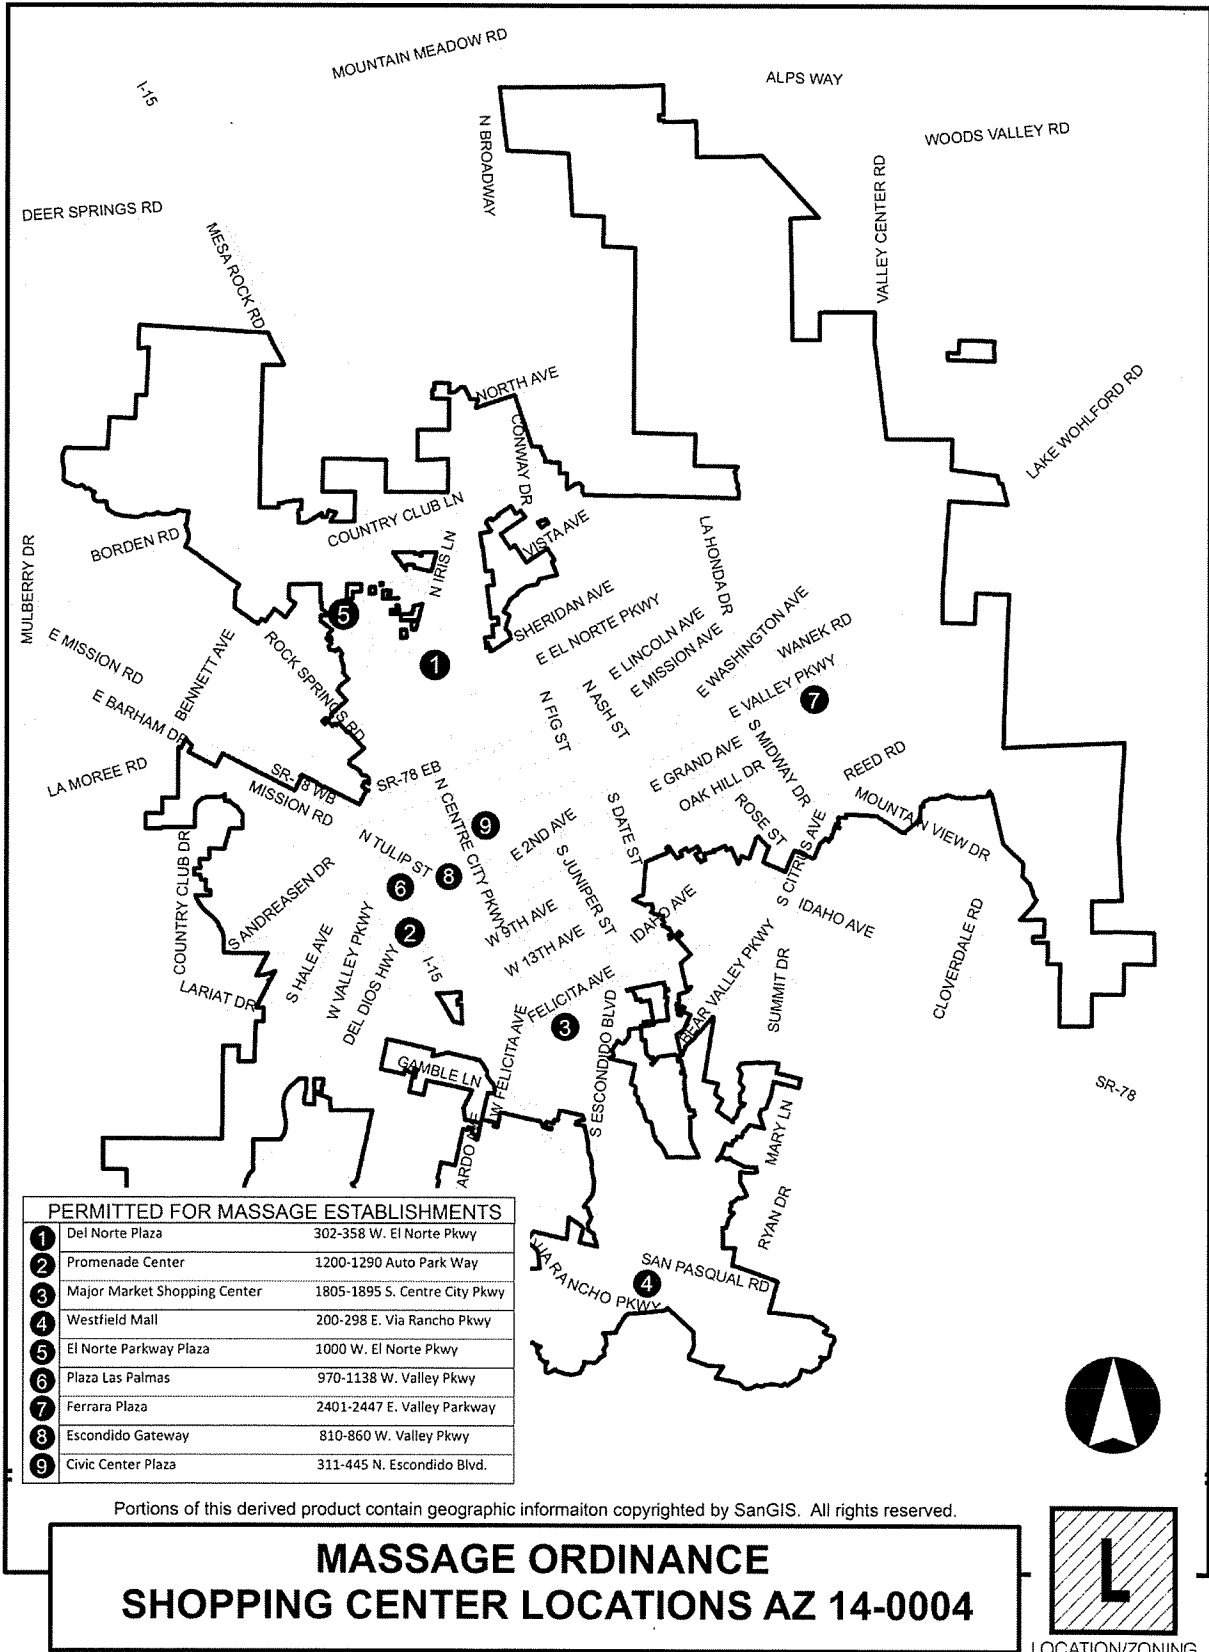 MOUNTAIN MEADOW RD
ALPS WAY
I-15
N BROADWAY
WOODS VALLEY RD
DEER SPRINGS RD
VALLEY CENTER RD
MESA ROCK RD
NORTH AVE
LAKE WOHLFORD RD
CONWAY DR
COUNTRY CLUB LN
VISTA AVE
BORDEN RD
N IRIS LN
LA HONDA DR
MULBERRY DR
SHERIDAN AVE
E EL NORTE PKWY
E LINCOLN AVE
E MISSION AVE
E WASHINGTON AVE
WANEK RD
E MISSION RD
BENNETT AVE
ROCK SPRINGS RD
5
1
E VALLEY PKWY
7
E BARHAM DR
N FIG ST
N ASH ST
S MIDWAY DR
LA MOREE RD
SR-78 WB
SR-78 EB
E GRAND AVE
REED RD
MISSION RD
OAK HILL DR
N CENTRE CITY PKWY
9
E 2ND AVE
S DATE ST
ROSE ST
MOUNTAIN VIEW DR
N TULIP ST
8
6
S JUNIPER ST
S CITRUS AVE
COUNTRY CLUB DR
S ANDREASEN DR
IDAHO AVE
IDAHO AVE
2
W 9TH AVE
W 13TH AVE
S HALE AVE
W VALLEY PKWY
DEL DIOS HWY
I-15
BEAR VALLEY PKWY
SUMMIT DR
CLOVERDALE RD
LARIAT DR
FELICITA AVE
3
S ESCONDIDO BLVD
GAMBLE LN
W FELICITA AVE
SR-78
MARY LN
ARDO AVE
RYAN DR
SAN PASQUAL RD
4
VIA RANCHO PKWY
PERMITTED FOR MASSAGE ESTABLISHMENTS
1 Del Norte Plaza 302-358 W. El Norte Pkwy
2 Promenade Center 1200-1290 Auto Park Way
3 Major Market Shopping Center 1805-1895 S. Centre City Pkwy
4 Westfield Mall 200-298 E. Via Rancho Pkwy
5 El Norte Parkway Plaza 1000 W. El Norte Pkwy
6 Plaza Las Palmas 970-1138 W. Valley Pkwy
7 Ferrara Plaza 2401-2447 E. Valley Parkway
8 Escondido Gateway 810-860 W. Valley Pkwy
9 Civic Center Plaza 311-445 N. Escondido Blvd.
Portions of this derived product contain geographic informaiton copyrighted by SanGIS. All rights reserved.
MASSAGE ORDINANCE
SHOPPING CENTER LOCATIONS AZ 14-0004
L
LOCATION/ZONING